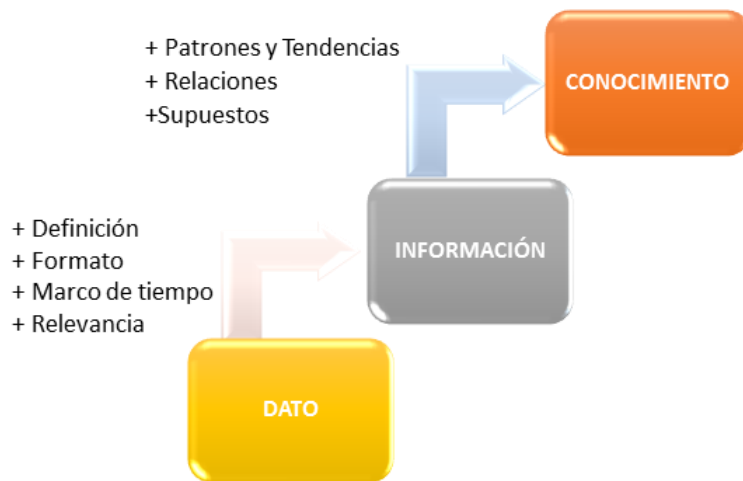 + Patrones y Tendencias
+ Relaciones
+Supuestos
CONOCIMIENTO
+ Definición
+ Formato
+ Marco de tiempo
+ Relevancia
INFORMACIÓN
DATO